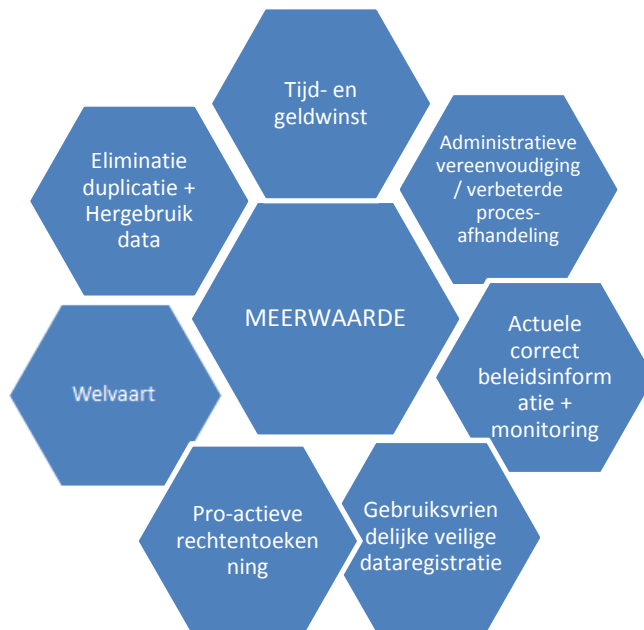 Tijd- en
geldwinst
Administratieve
vereenvoudiging
/ verbeterde
proces-
afhandeling
Eliminatie
duplicatie +
Hergebruik
data
MEERWAARDE
Actuele
correct
beleidsinform
atie +
monitoring
Welvaart
Pro-actieve
rechtentoeken
ning
Gebruiksvrien
delijke veilige
dataregistratie